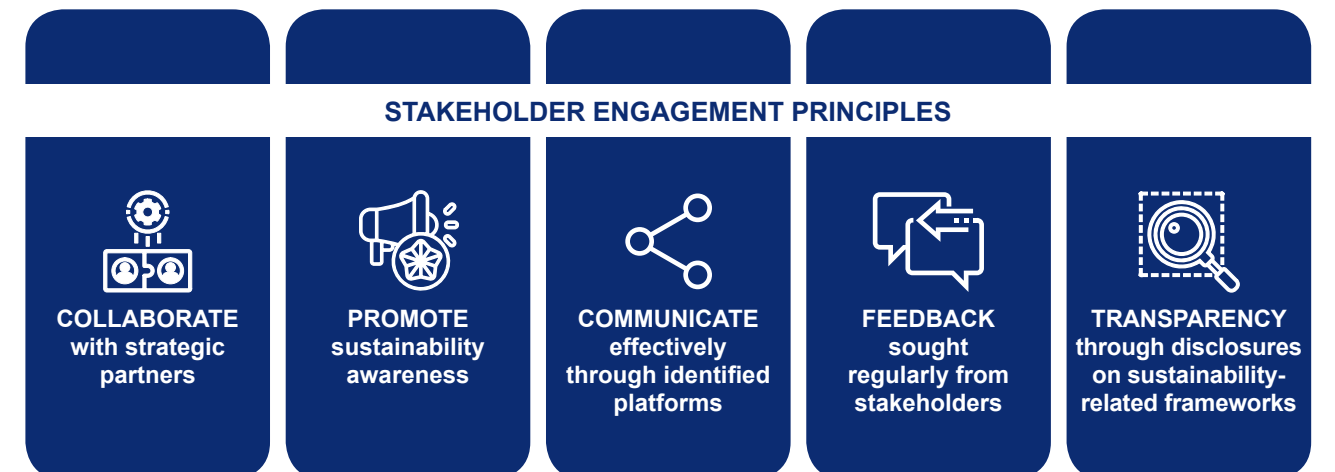 STAKEHOLDER ENGAGEMENT PRINCIPLES
COLLABORATE
with strategic
partners
PROMOTE
sustainability
awareness
COMMUNICATE
effectively
through identified
platforms
FEEDBACK
sought
regularly from
stakeholders
TRANSPARENCY
through disclosures
on sustainability-
related frameworks